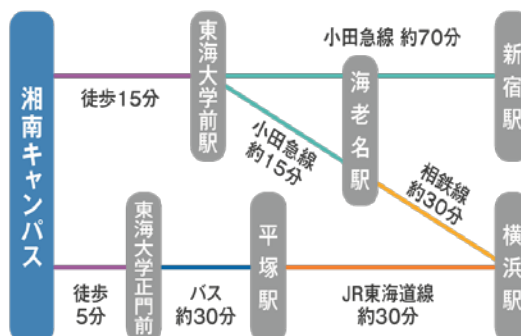 湘南キャンパス
徒歩15分
東海大学前駅
小田急線 約70分
新宿駅
小田急線
約15分
海老名駅
相鉄線
約30分
横浜駅
徒歩
5分
東海大学正門前
バス
約30分
平塚駅
JR東海道線
約30分